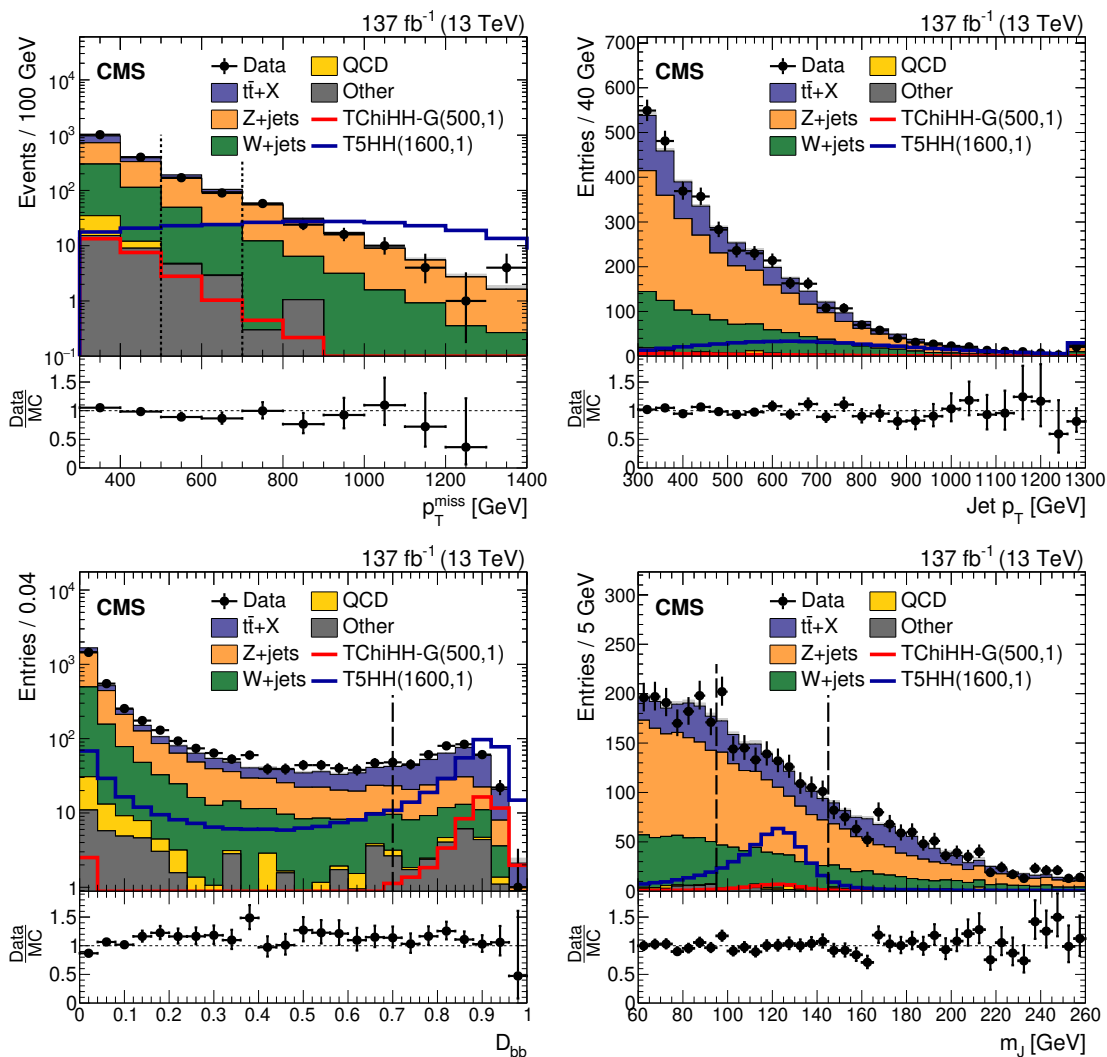 137 fb⁻¹ (13 TeV)
CMS
Data
QCD
tt̄+X
Other
Z+jets
TChiHH-G(500,1)
W+jets
T5HH(1600,1)
Events / 100 GeV
10⁴
10³
10²
10
1
10⁻¹
Data/MC
1.5
1
0.5
0
400 600 800 1000 1200 1400
p_T^miss [GeV]
137 fb⁻¹ (13 TeV)
CMS
Data
QCD
tt̄+X
Other
Z+jets
TChiHH-G(500,1)
W+jets
T5HH(1600,1)
Entries / 40 GeV
700
600
500
400
300
200
100
0
Data/MC
1.5
1
0.5
0
300 400 500 600 700 800 900 1000 1100 1200 1300
Jet p_T [GeV]
137 fb⁻¹ (13 TeV)
CMS
Data
QCD
tt̄+X
Other
Z+jets
TChiHH-G(500,1)
W+jets
T5HH(1600,1)
Entries / 0.04
10⁴
10³
10²
10
1
Data/MC
1.5
1
0.5
0
0 0.1 0.2 0.3 0.4 0.5 0.6 0.7 0.8 0.9 1
D_bb
137 fb⁻¹ (13 TeV)
CMS
Data
QCD
tt̄+X
Other
Z+jets
TChiHH-G(500,1)
W+jets
T5HH(1600,1)
Entries / 5 GeV
300
250
200
150
100
50
0
Data/MC
1.5
1
0.5
0
60 80 100 120 140 160 180 200 220 240 260
m_J [GeV]